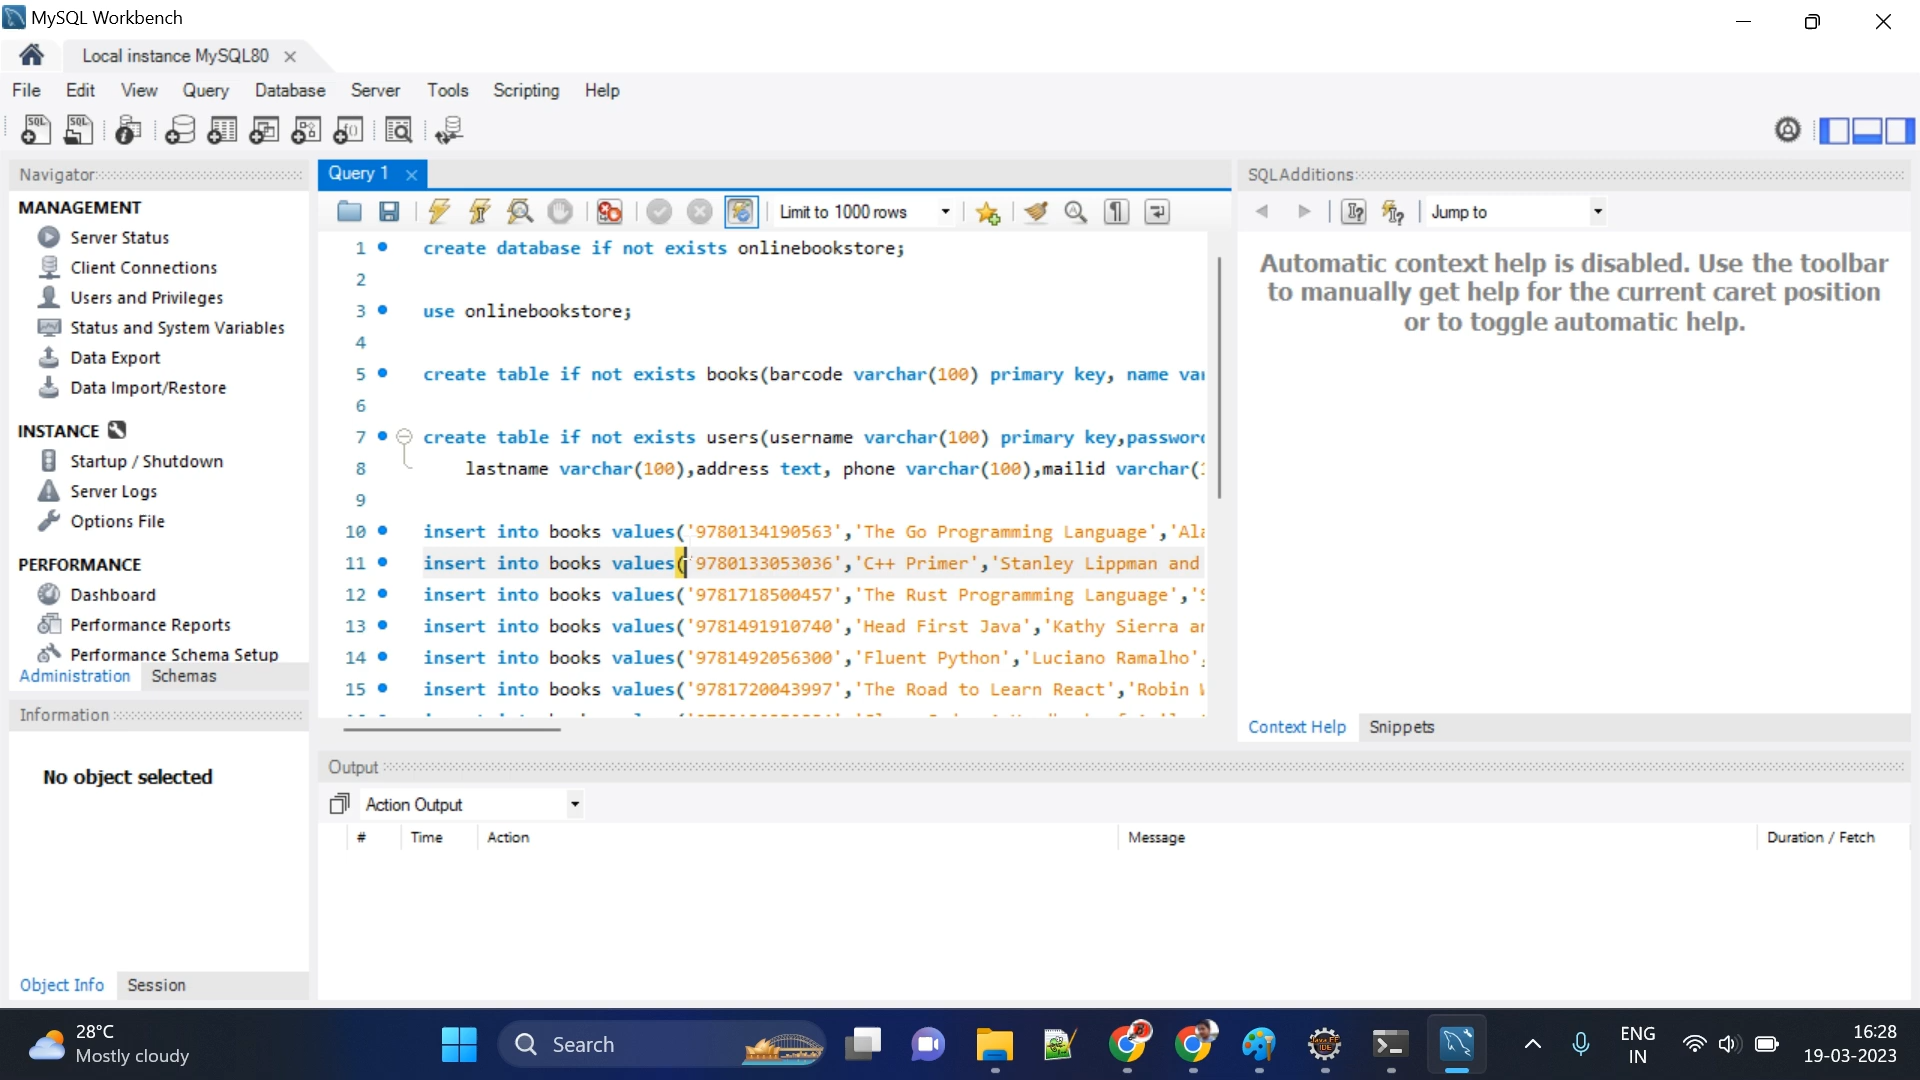 MySQL Workbench
Local instance MySQL80
File Edit View Query Database Server Tools Scripting Help
Navigator
MANAGEMENT
Server Status
Client Connections
Users and Privileges
Status and System Variables
Data Export
Data Import/Restore
INSTANCE
Startup / Shutdown
Server Logs
Options File
PERFORMANCE
Dashboard
Performance Reports
Performance Schema Setup
Administration Schemas
Information
No object selected
Object Info Session
Query 1
Limit to 1000 rows
1 create database if not exists onlinebookstore;
2
3 use onlinebookstore;
4
5 create table if not exists books(barcode varchar(100) primary key, name
6
7 create table if not exists users(username varchar(100) primary key,password
8 lastname varchar(100),address text, phone varchar(100),mailid varchar(
9
10 insert into books values('9780134190563','The Go Programming Language',
11 insert into books values('9780133053036','C++ Primer','Stanley Lippman and
12 insert into books values('9781718500457','The Rust Programming Language','
13 insert into books values('9781491910740','Head First Java','Kathy Sierra
14 insert into books values('9781492056300','Fluent Python','Luciano Ramalho'
15 insert into books values('9781720043997','The Road to Learn React','Robin
SQLAdditions
Jump to
Automatic context help is disabled. Use the toolbar
to manually get help for the current caret position
or to toggle automatic help.
Context Help Snippets
Output
Action Output
# Time Action Message Duration / Fetch
28°C
Mostly cloudy
Search
ENG
IN
16:28
19-03-2023